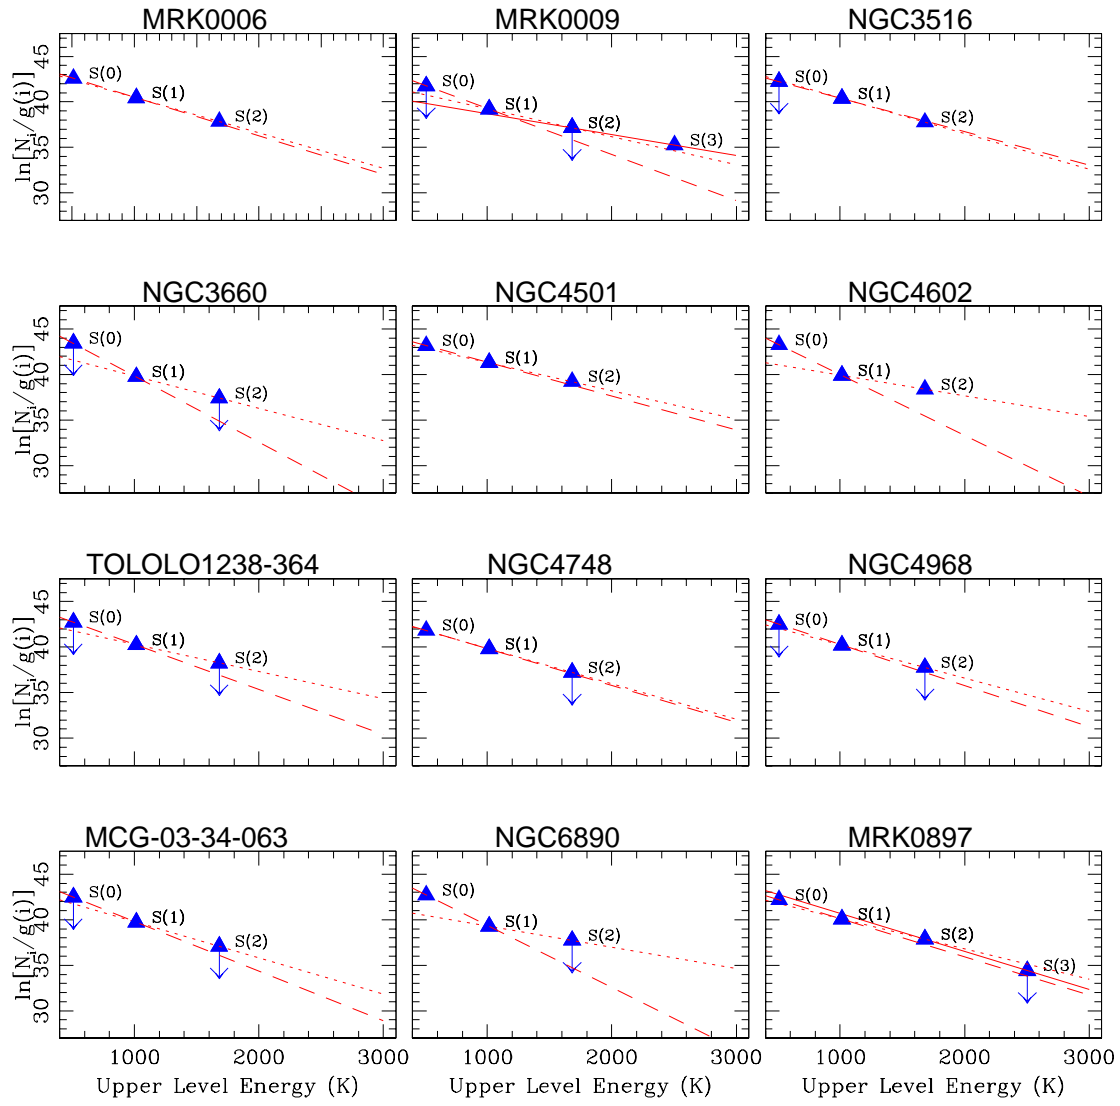 MRK0006 MRK0009 NGC3516
ln[N_i/g(i)]
45
40
35
30
S(0) S(1) S(2)
S(0) S(1) S(2) S(3)
S(0) S(1) S(2)
NGC3660 NGC4501 NGC4602
ln[N_i/g(i)]
45
40
35
30
S(0) S(1) S(2)
S(0) S(1) S(2)
S(0) S(1) S(2)
TOLOLO1238-364 NGC4748 NGC4968
ln[N_i/g(i)]
45
40
35
30
S(0) S(1) S(2)
S(0) S(1) S(2)
S(0) S(1) S(2)
MCG-03-34-063 NGC6890 MRK0897
ln[N_i/g(i)]
45
40
35
30
S(0) S(1) S(2)
S(0) S(1) S(2)
S(0) S(1) S(2) S(3)
1000 2000 3000 1000 2000 3000 1000 2000 3000
Upper Level Energy (K) Upper Level Energy (K) Upper Level Energy (K)